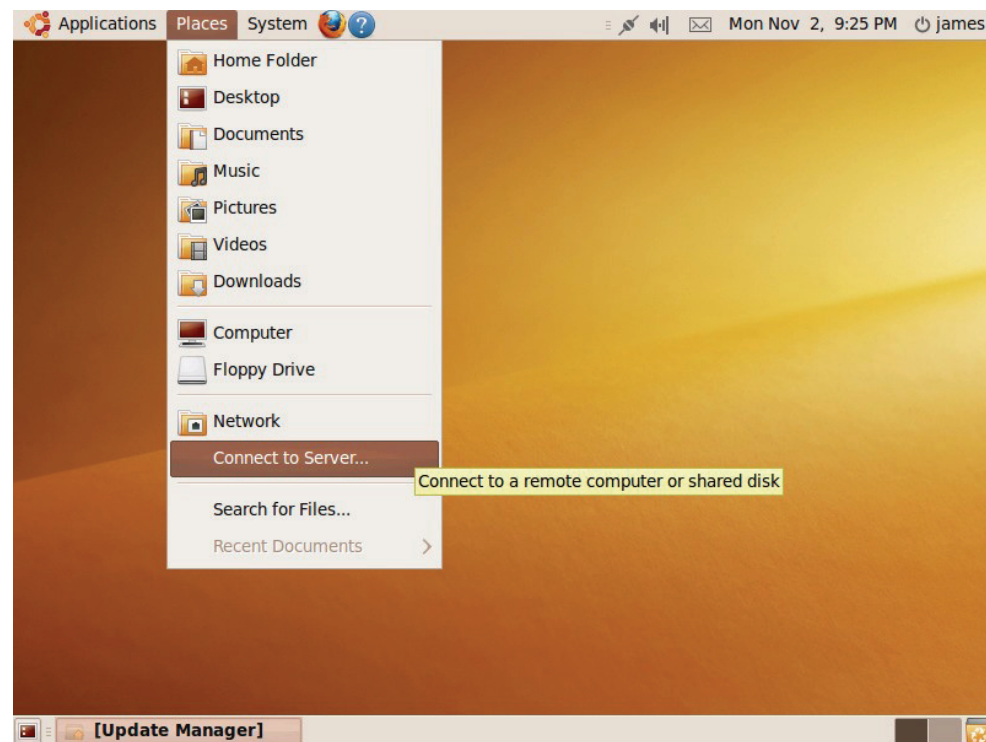 Applications Places System ? Mon Nov 2, 9:25 PM james
Home Folder
Desktop
Documents
Music
Pictures
Videos
Downloads
Computer
Floppy Drive
Network
Connect to Server...
Connect to a remote computer or shared disk
Search for Files...
Recent Documents
[Update Manager]